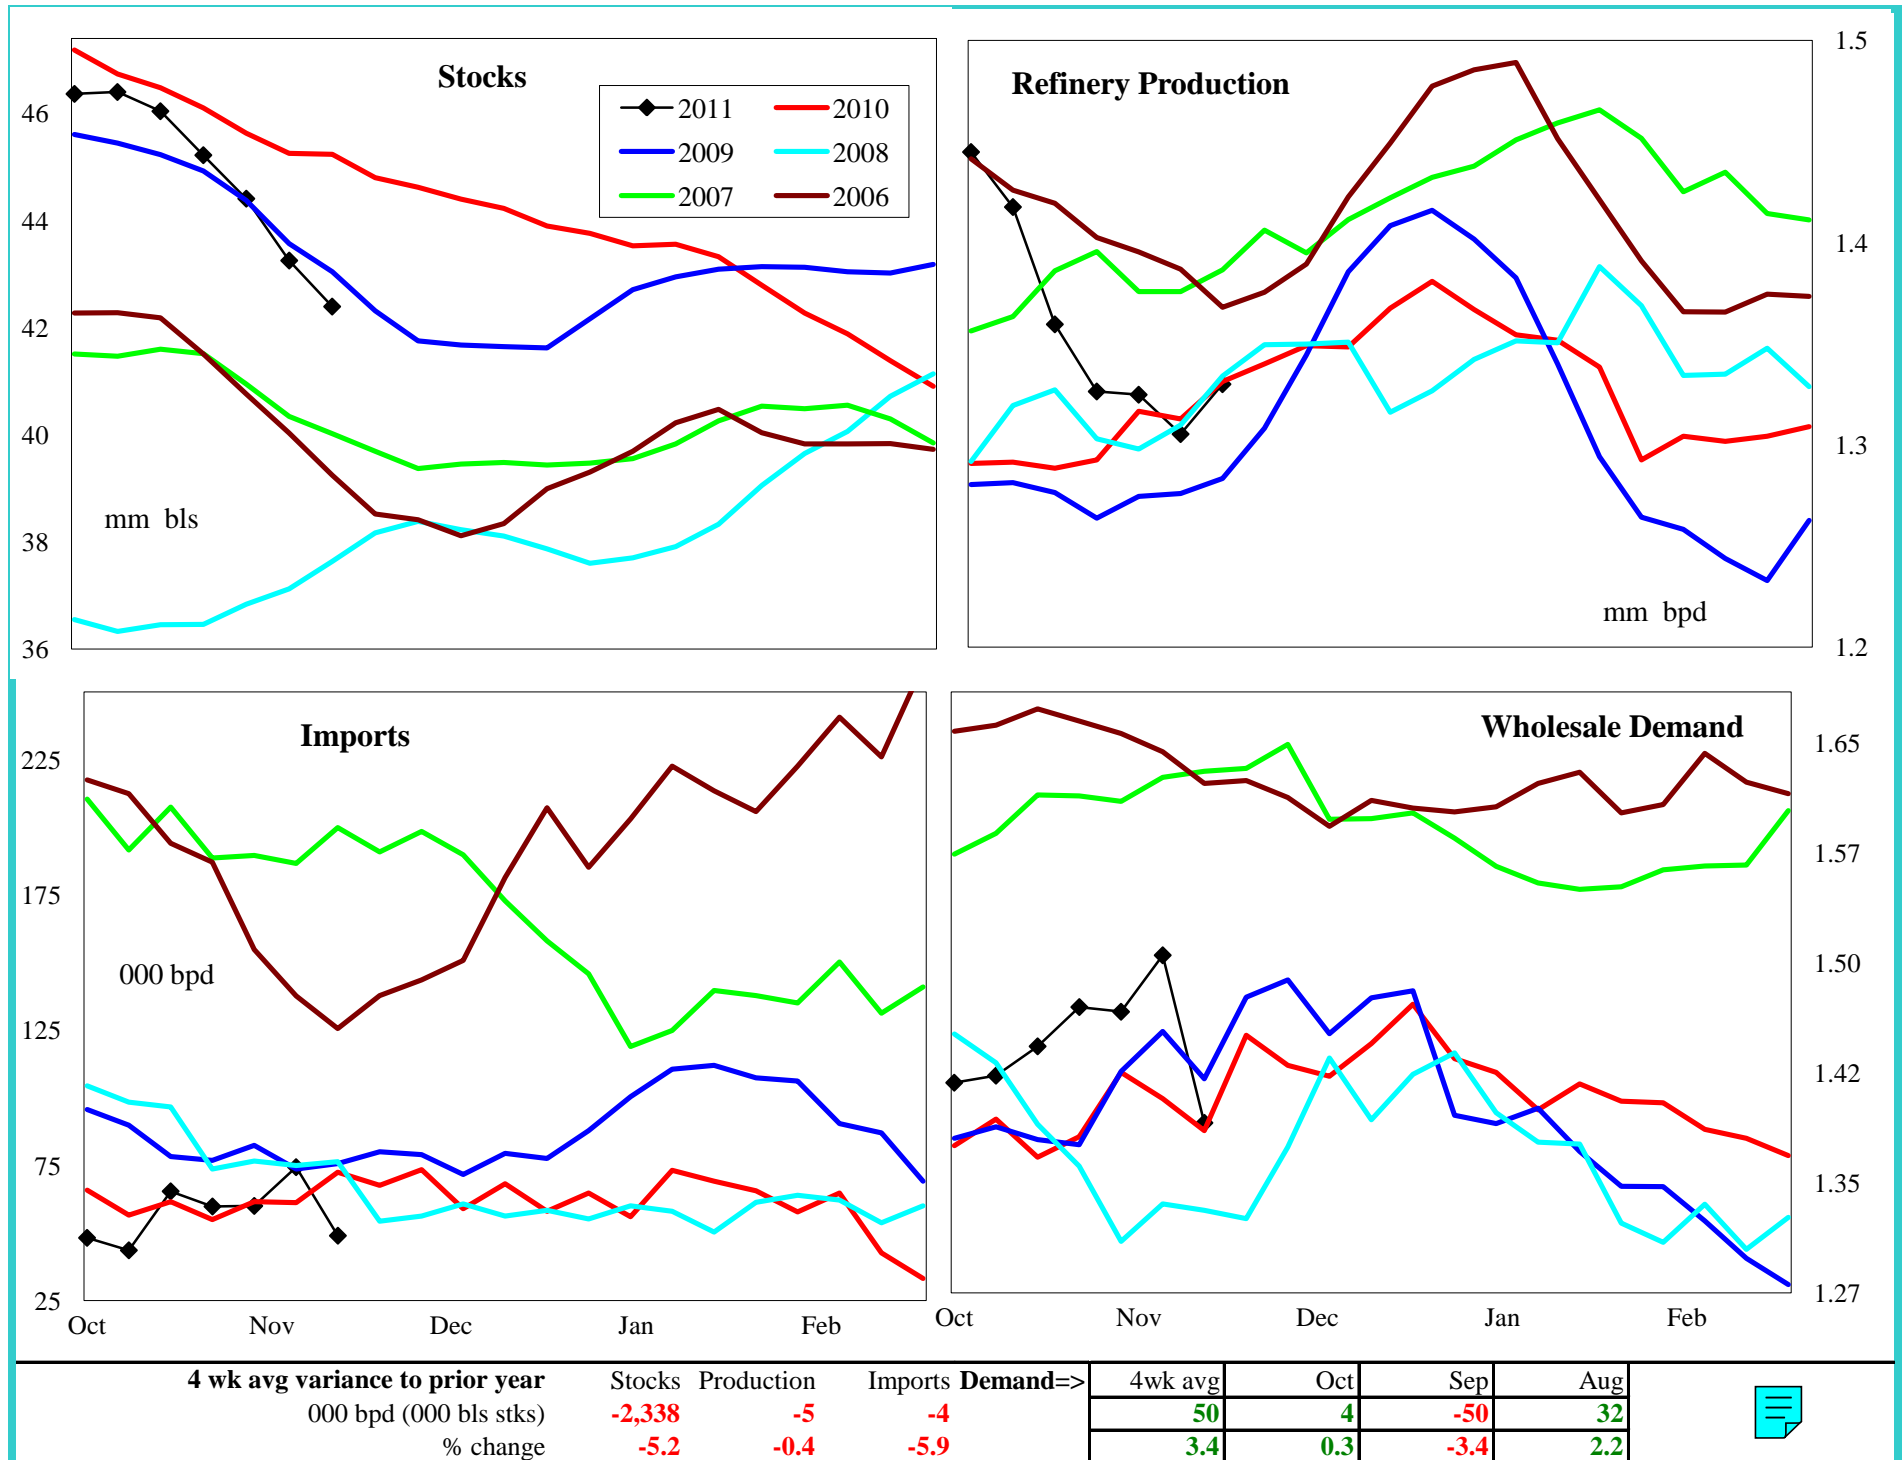 Stocks
2011 2010
2009 2008
2007 2006
46
44
42
40
38
36
mm bls
Refinery Production
1.5
1.4
1.3
1.2
mm bpd
Imports
225
175
125
75
25
000 bpd
Oct Nov Dec Jan Feb
Wholesale Demand
1.65
1.57
1.50
1.42
1.35
1.27
Oct Nov Dec Jan Feb
4 wk avg variance to prior year Stocks Production Imports Demand=> 4wk avg Oct Sep Aug
000 bpd (000 bls stks) -2,338 -5 -4 50 4 -50 32
% change -5.2 -0.4 -5.9 3.4 0.3 -3.4 2.2